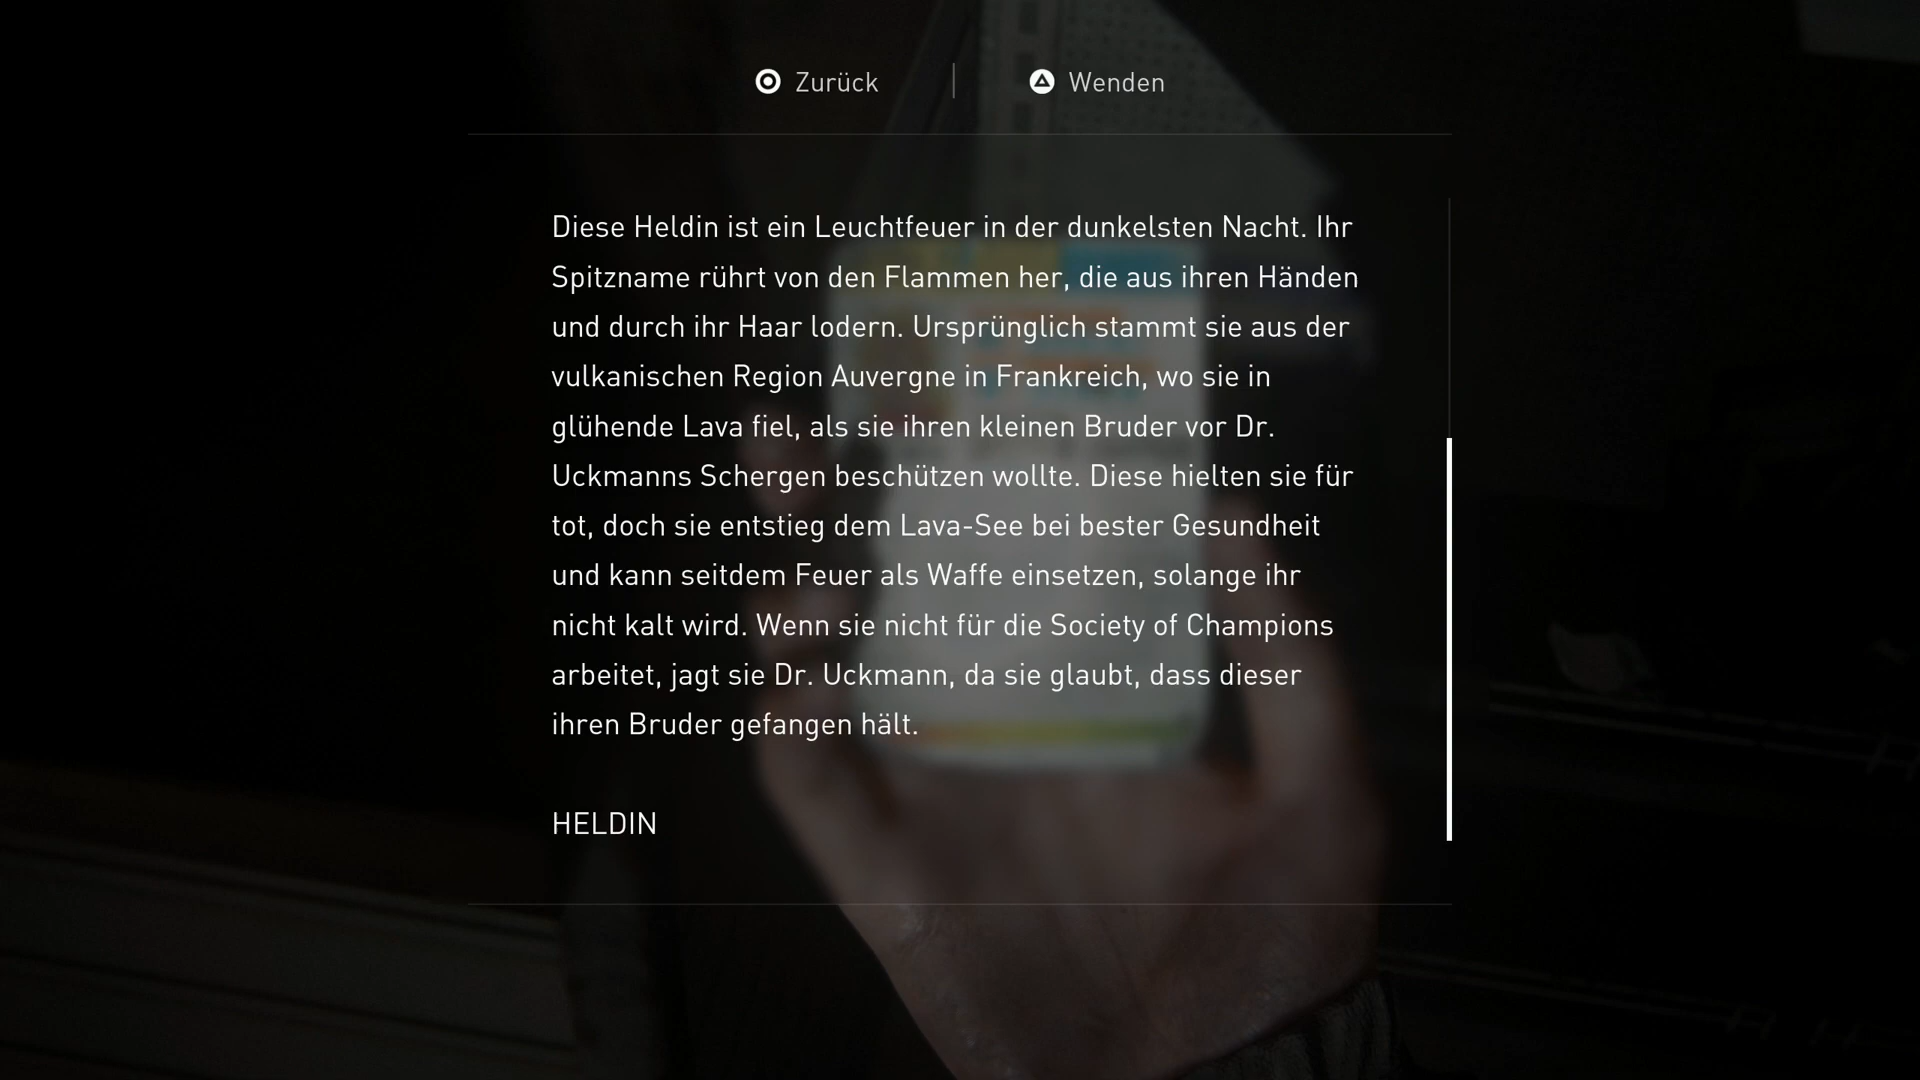 Zurück
Wenden
Diese Heldin ist ein Leuchtfeuer in der dunkelsten Nacht. Ihr
Spitzname rührt von den Flammen her, die aus ihren Händen
und durch ihr Haar lodern. Ursprünglich stammt sie aus der
vulkanischen Region Auvergne in Frankreich, wo sie in
glühende Lava fiel, als sie ihren kleinen Bruder vor Dr.
Uckmanns Schergen beschützen wollte. Diese hielten sie für
tot, doch sie entstieg dem Lava-See bei bester Gesundheit
und kann seitdem Feuer als Waffe einsetzen, solange ihr
nicht kalt wird. Wenn sie nicht für die Society of Champions
arbeitet, jagt sie Dr. Uckmann, da sie glaubt, dass dieser
ihren Bruder gefangen hält.
HELDIN